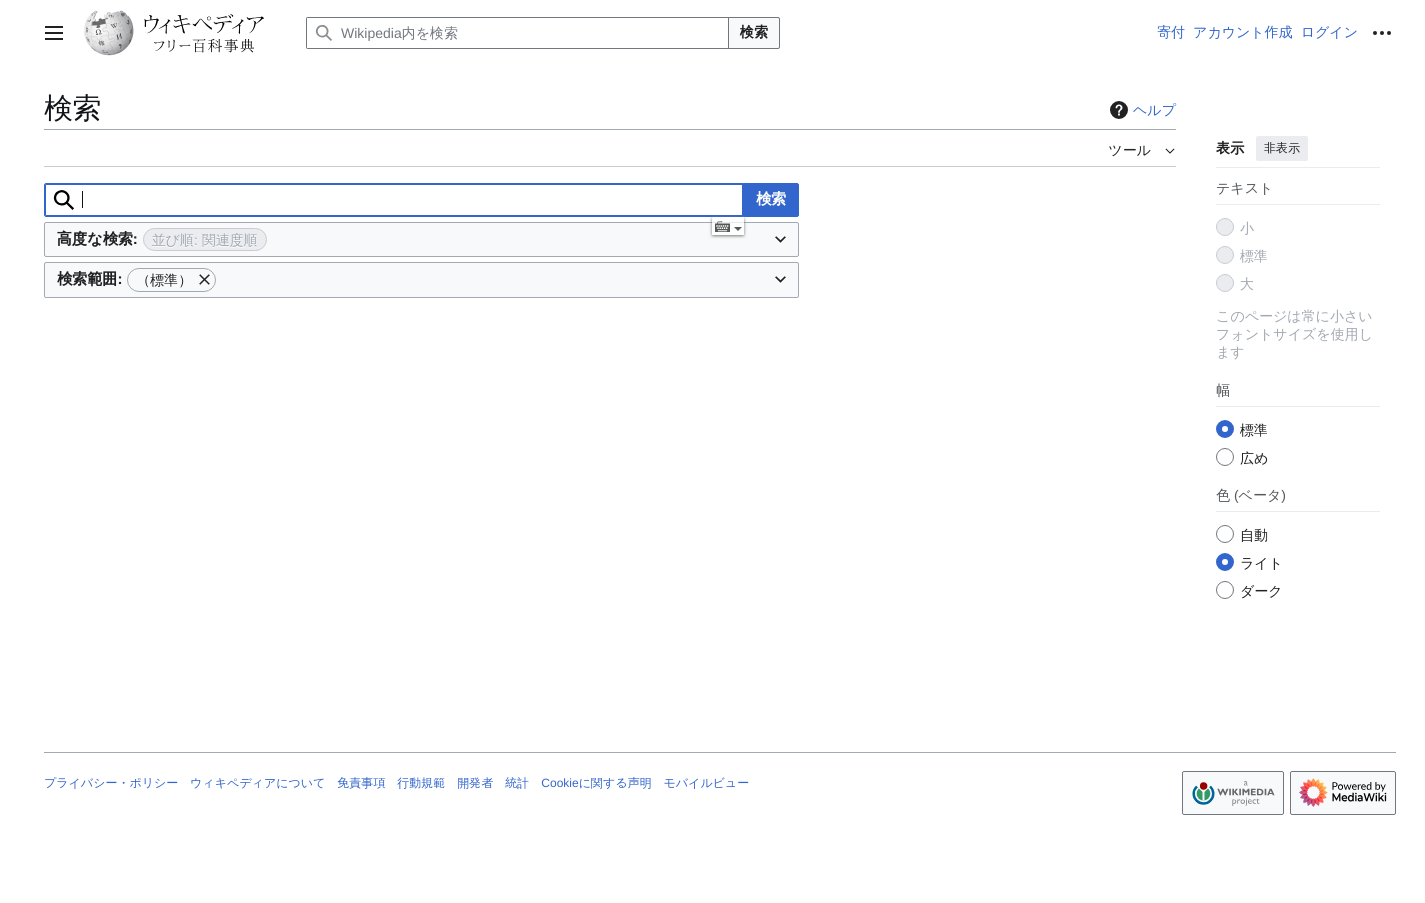 ウィキペディア
フリー百科事典
Wikipedia内を検索
検索
寄付 アカウント作成 ログイン
検索
ヘルプ
ツール
検索
高度な検索: 並び順: 関連度順
検索範囲: （標準）
表示 非表示
テキスト
小
標準
大
このページは常に小さい
フォントサイズを使用し
ます
幅
標準
広め
色 (ベータ)
自動
ライト
ダーク
プライバシー・ポリシー ウィキペディアについて 免責事項 行動規範 開発者 統計 Cookieに関する声明 モバイルビュー
a
WIKIMEDIA
project
Powered by
MediaWiki